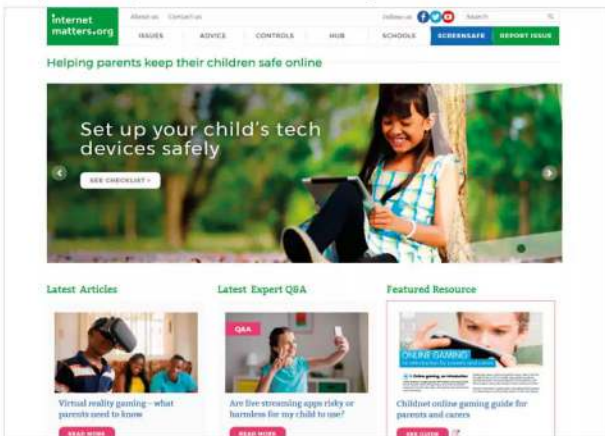 internet
matters.org
About us Contact us
Follow us
Search
ISSUES ADVICE CONTROLS HUB SCHOOLS SCREENSAFE REPORT ISSUE
Helping parents keep their children safe online
Set up your child's tech
devices safely
SEE CHECKLIST >
Latest Articles
Virtual reality gaming – what
parents need to know
READ MORE
Latest Expert Q&A
Q&A
Are live streaming apps risky or
harmless for my child to use?
READ MORE
Featured Resource
ONLINE GAMING
Childnet online gaming guide for
parents and carers
SEE GUIDE